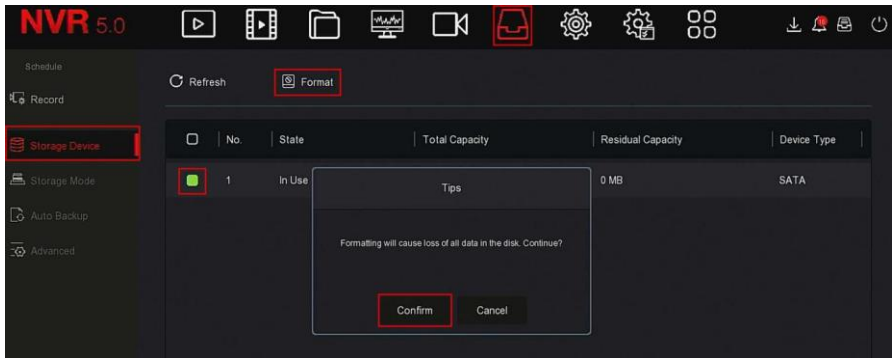 NVR 5.0
Schedule
Refresh
Format
Record
No.
State
Total Capacity
Residual Capacity
Device Type
Storage Device
Storage Mode
1
In Use
0 MB
SATA
Tips
Auto Backup
Formatting will cause loss of all data in the disk. Continue?
Advanced
Confirm
Cancel